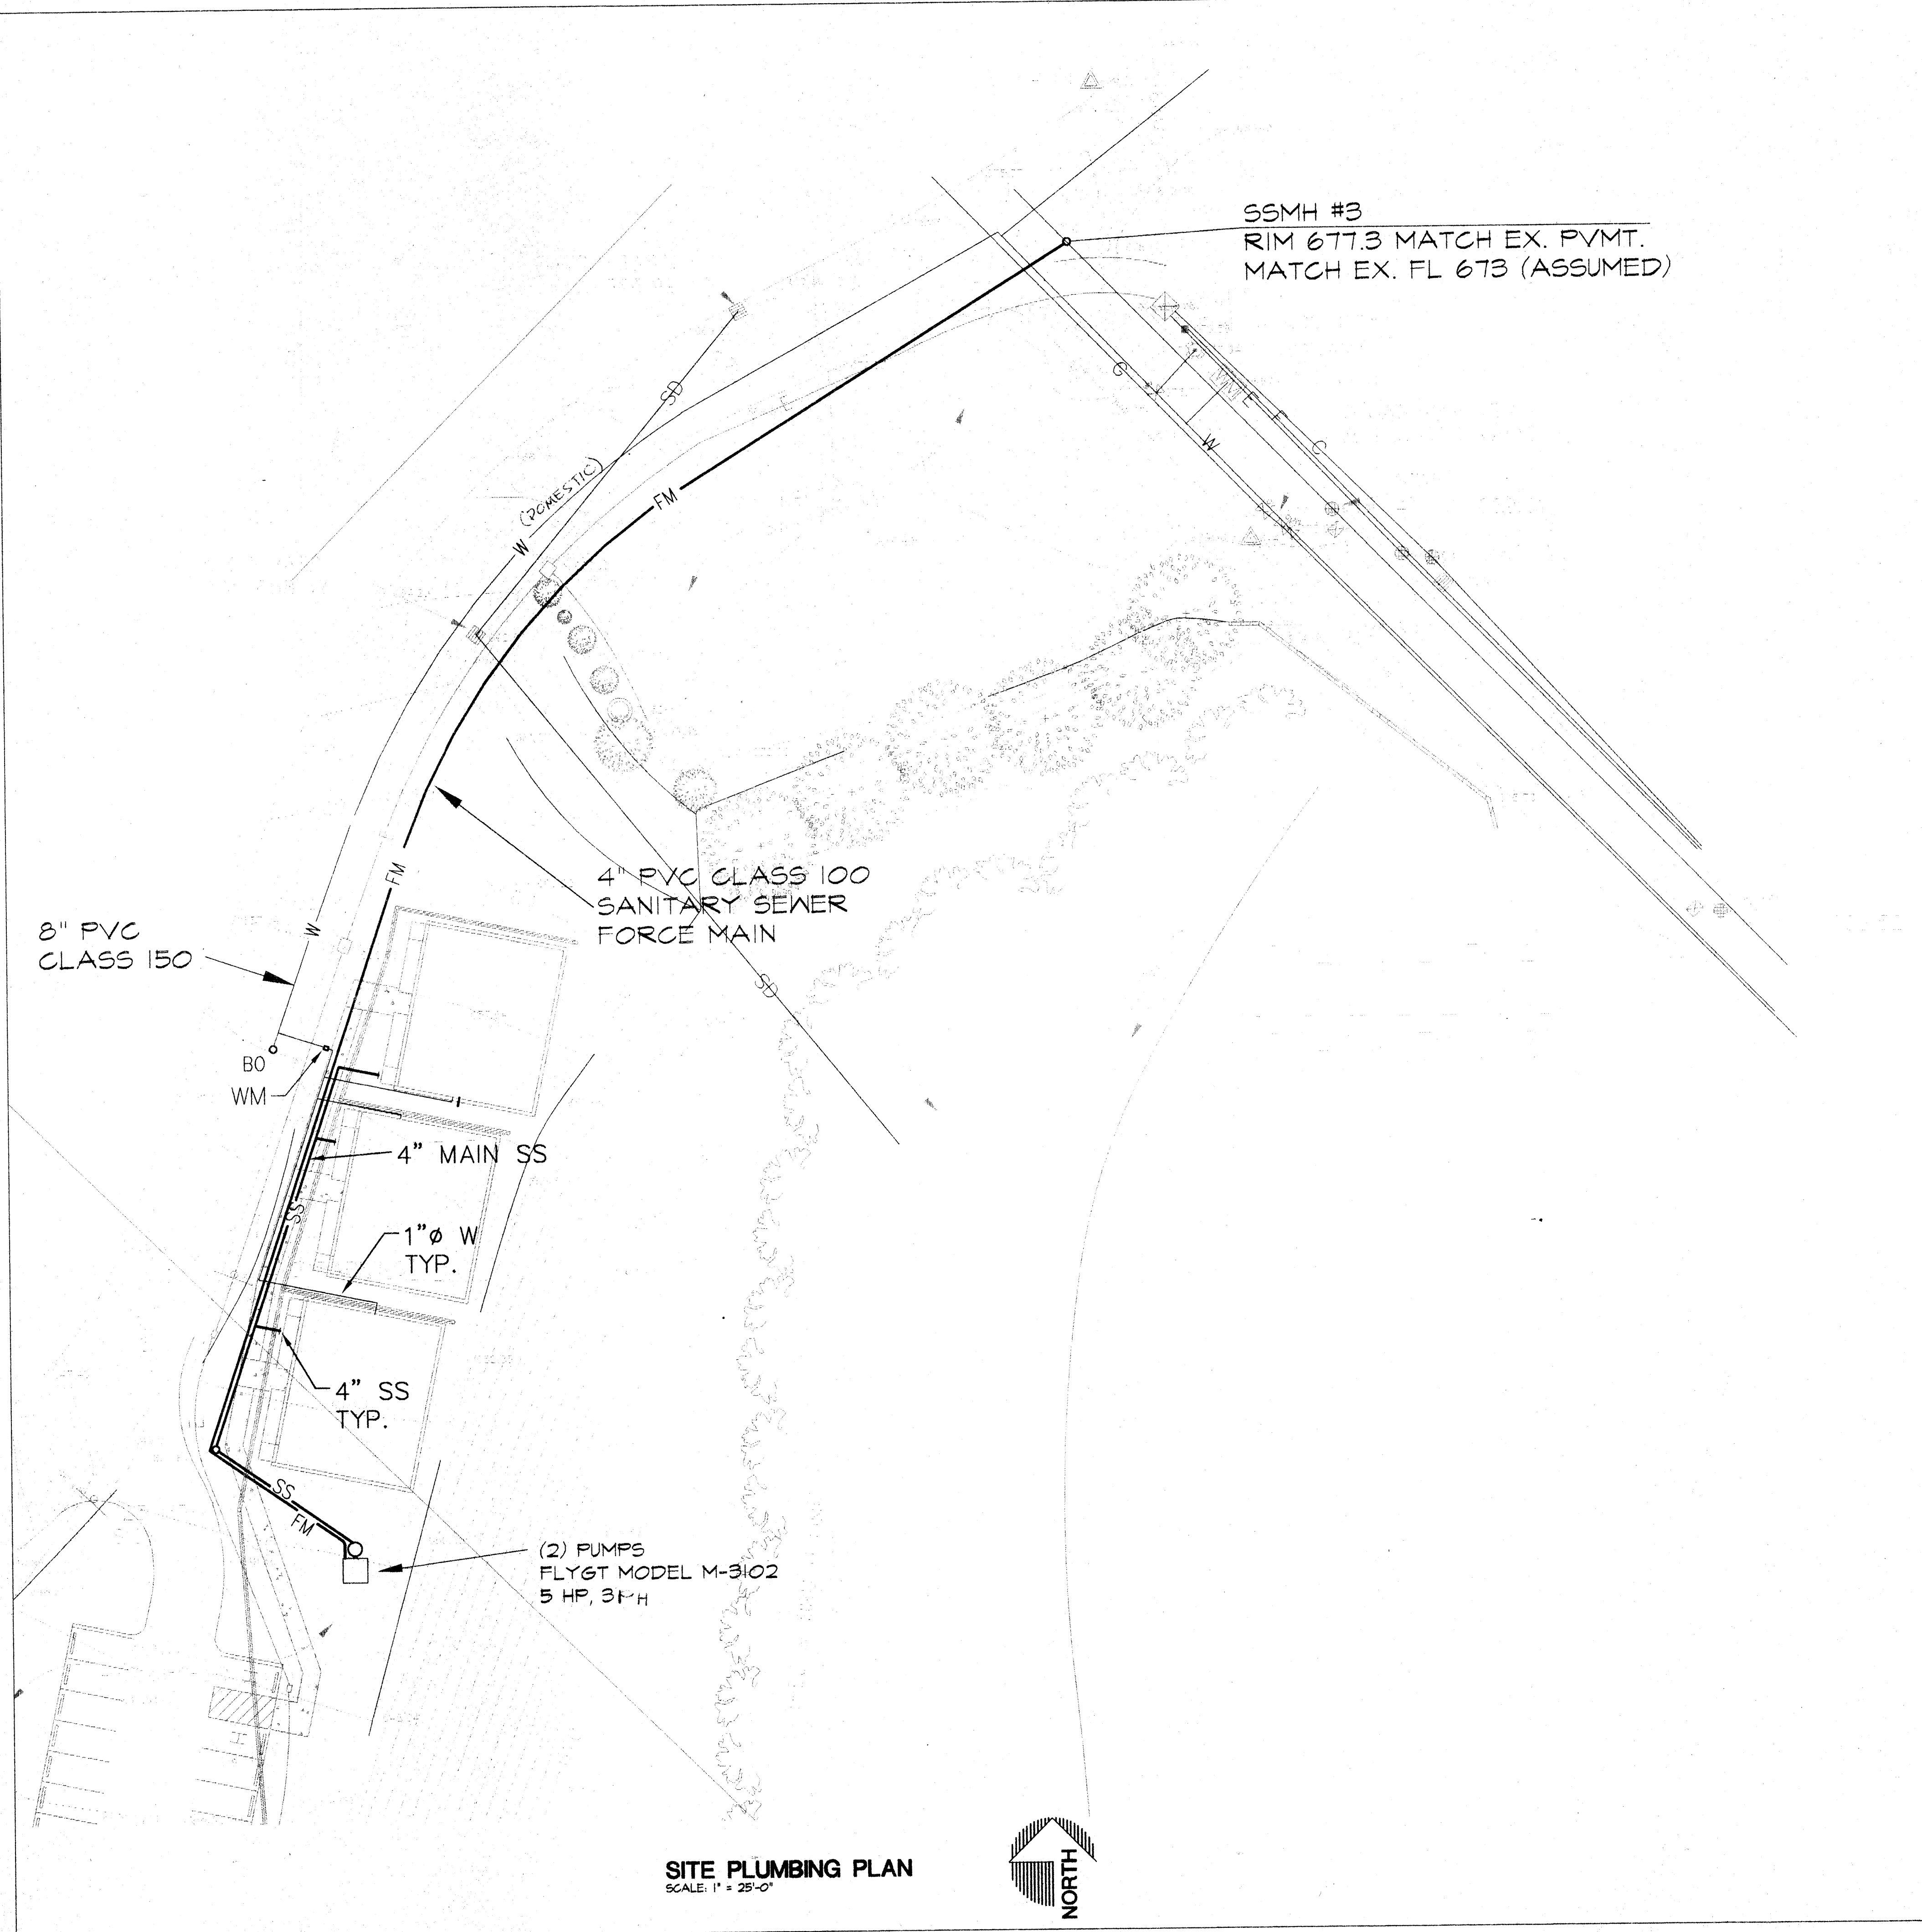 SSMH #3
RIM 677.3 MATCH EX. PVMT.
MATCH EX. FL 673 (ASSUMED)
SD
E
G
E
G
W
(DOMESTIC)
W
FM
FM
4" PVC CLASS 100
SANITARY SEWER
FORCE MAIN
8" PVC
CLASS 150
W
SD
BO
WM
4" MAIN SS
SS
1"ø W
TYP.
4" SS
TYP.
SS
FM
(2) PUMPS
FLYGT MODEL M-3102
5 HP, 3PH
SITE PLUMBING PLAN
SCALE: 1" = 25'-0"
NORTH